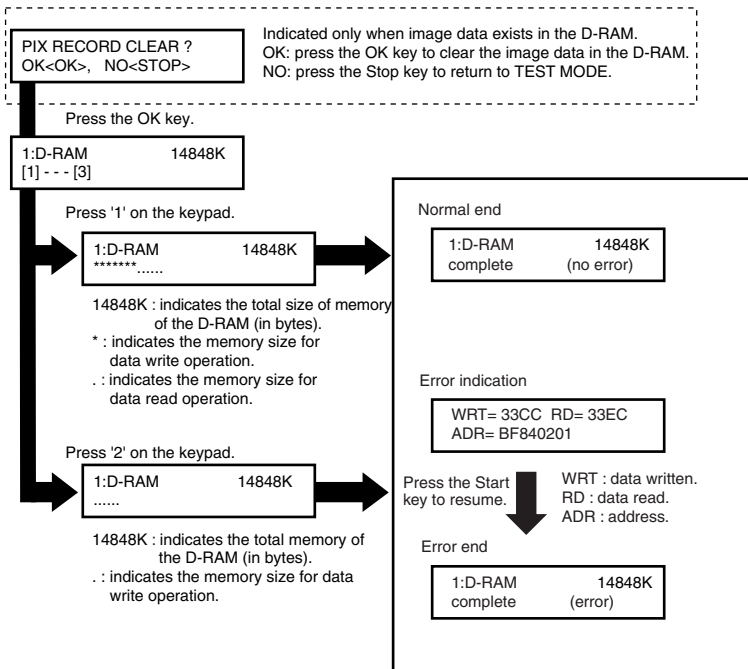 PIX RECORD CLEAR ?
OK<OK>, NO<STOP>
Indicated only when image data exists in the D-RAM.
OK: press the OK key to clear the image data in the D-RAM.
NO: press the Stop key to return to TEST MODE.
Press the OK key.
1:D-RAM 14848K
[1] - - - [3]
Press '1' on the keypad.
1:D-RAM 14848K
*******......
14848K : indicates the total size of memory
of the D-RAM (in bytes).
* : indicates the memory size for
data write operation.
. : indicates the memory size for
data read operation.
Press '2' on the keypad.
1:D-RAM 14848K
......
14848K : indicates the total memory of
the D-RAM (in bytes).
. : indicates the memory size for data
write operation.
Normal end
1:D-RAM 14848K
complete (no error)
Error indication
WRT= 33CC RD= 33EC
ADR= BF840201
Press the Start
key to resume.
WRT : data written.
RD : data read.
ADR : address.
Error end
1:D-RAM 14848K
complete (error)